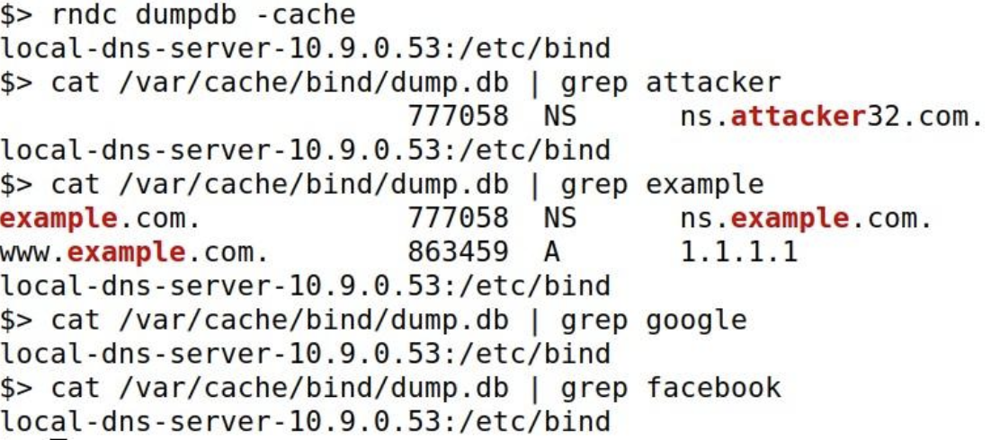 $> rndc dumpdb -cache
local-dns-server-10.9.0.53:/etc/bind
$> cat /var/cache/bind/dump.db | grep attacker
777058 NS ns.attacker32.com.
local-dns-server-10.9.0.53:/etc/bind
$> cat /var/cache/bind/dump.db | grep example
example.com. 777058 NS ns.example.com.
www.example.com. 863459 A 1.1.1.1
local-dns-server-10.9.0.53:/etc/bind
$> cat /var/cache/bind/dump.db | grep google
local-dns-server-10.9.0.53:/etc/bind
$> cat /var/cache/bind/dump.db | grep facebook
local-dns-server-10.9.0.53:/etc/bind